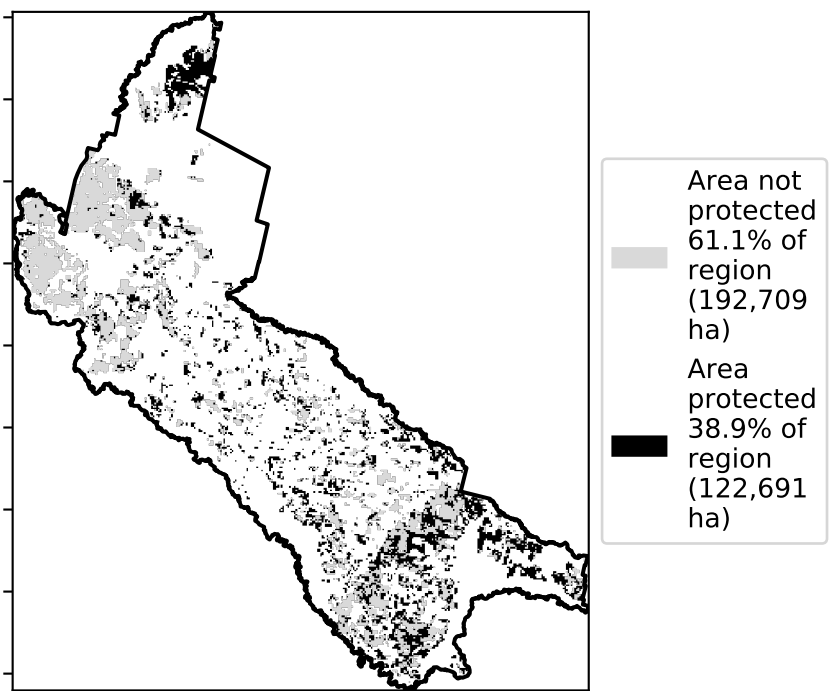 Area not
protected
61.1% of
region
(192,709
ha)
Area
protected
38.9% of
region
(122,691
ha)